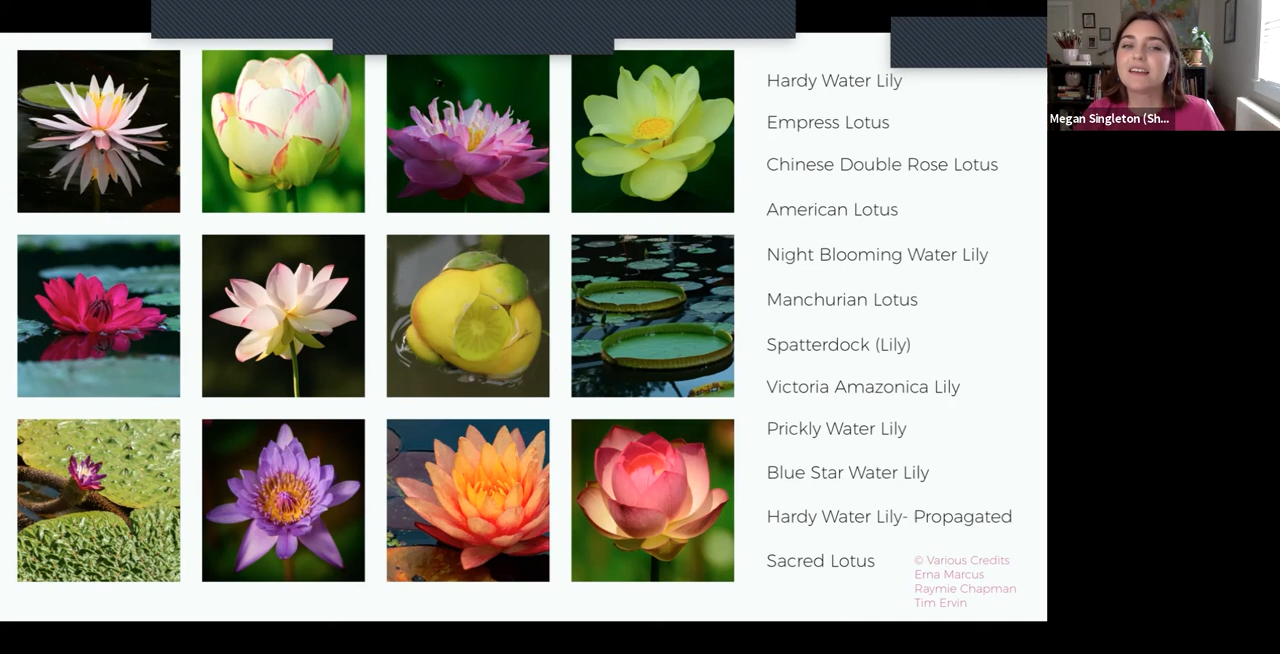 Hardy Water Lily
Empress Lotus
Chinese Double Rose Lotus
American Lotus
Night Blooming Water Lily
Manchurian Lotus
Spatterdock (Lily)
Victoria Amazonica Lily
Prickly Water Lily
Blue Star Water Lily
Hardy Water Lily- Propagated
Sacred Lotus
© Various Credits
Erna Marcus
Raymie Chapman
Tim Ervin
Megan Singleton (Sh...